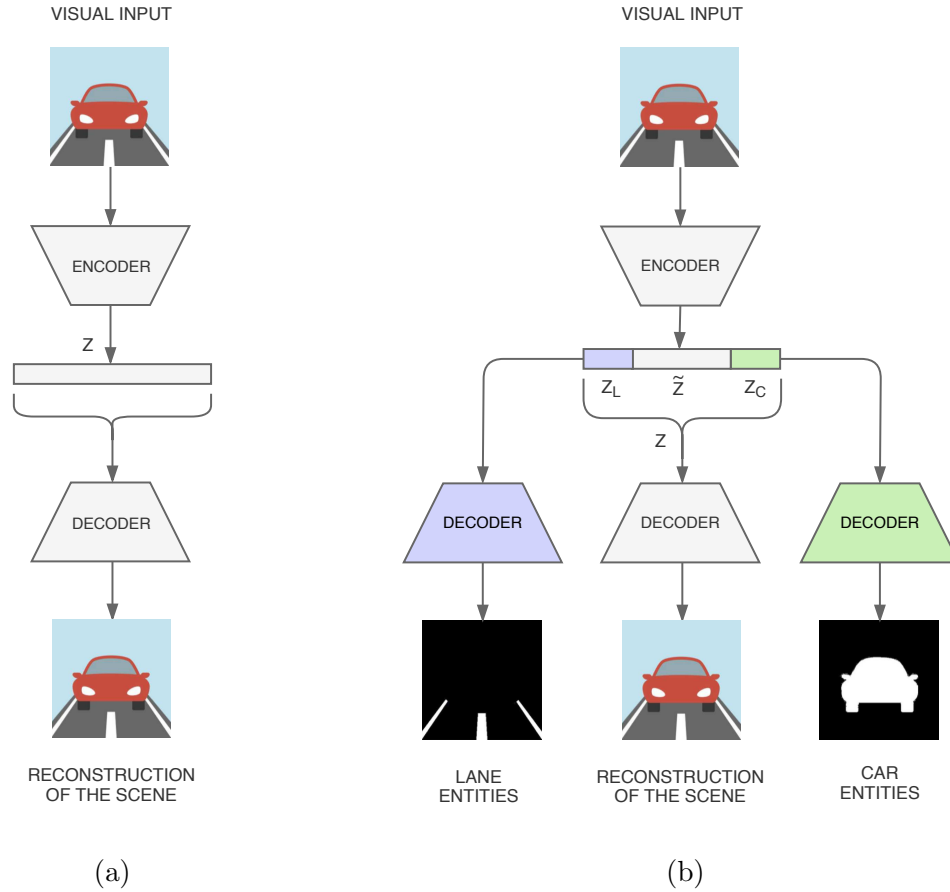 VISUAL INPUT
ENCODER
Z
DECODER
RECONSTRUCTION
OF THE SCENE
(a)
VISUAL INPUT
ENCODER
Z_L Z̃ Z_C
Z
DECODER DECODER DECODER
LANE
ENTITIES
RECONSTRUCTION
OF THE SCENE
CAR
ENTITIES
(b)